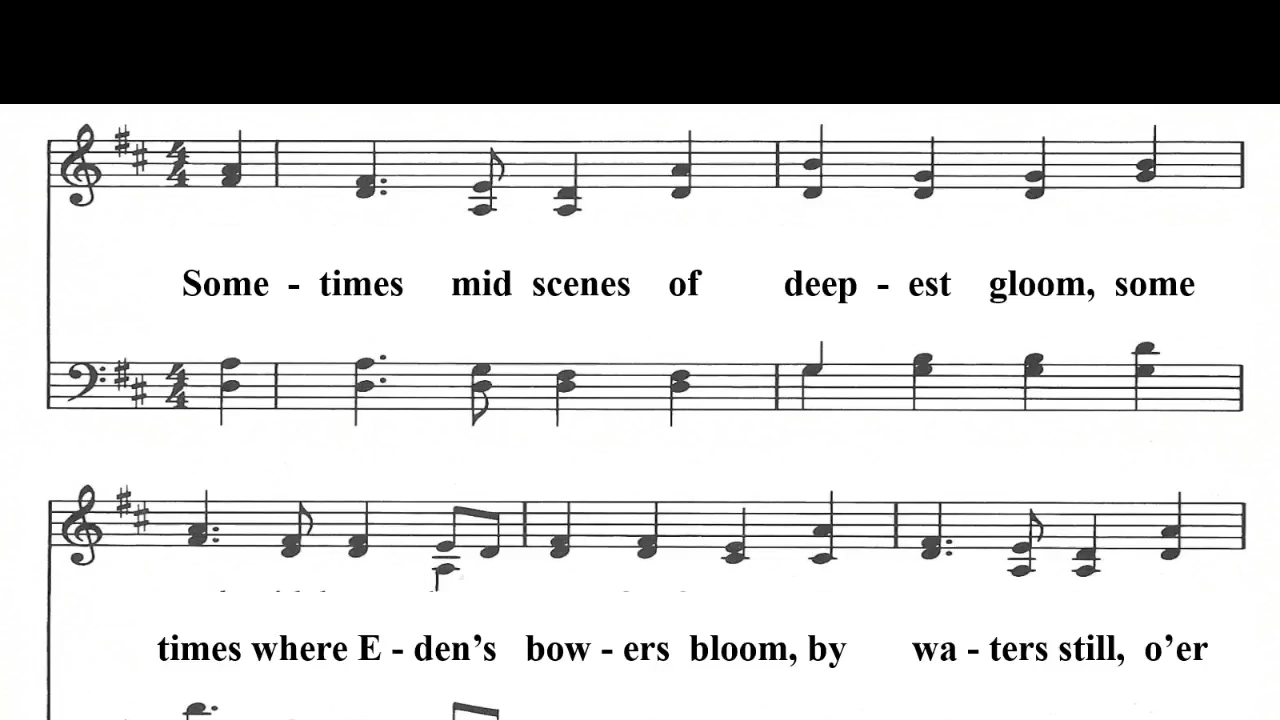 Some - times mid scenes of deep - est gloom, some
times where E - den’s bow - ers bloom, by wa - ters still, o’er